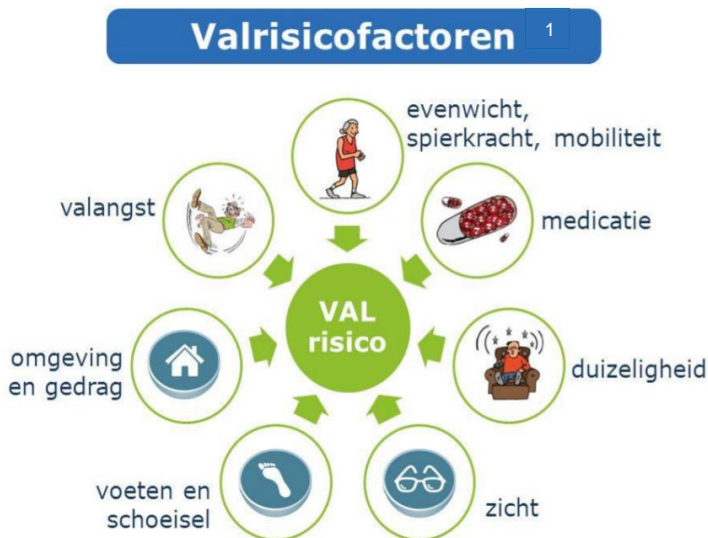 Valrisicofactoren 1
evenwicht,
spierkracht, mobiliteit
valangst
medicatie
VAL
risico
omgeving
en gedrag
duizeligheid
voeten en
schoeisel
zicht